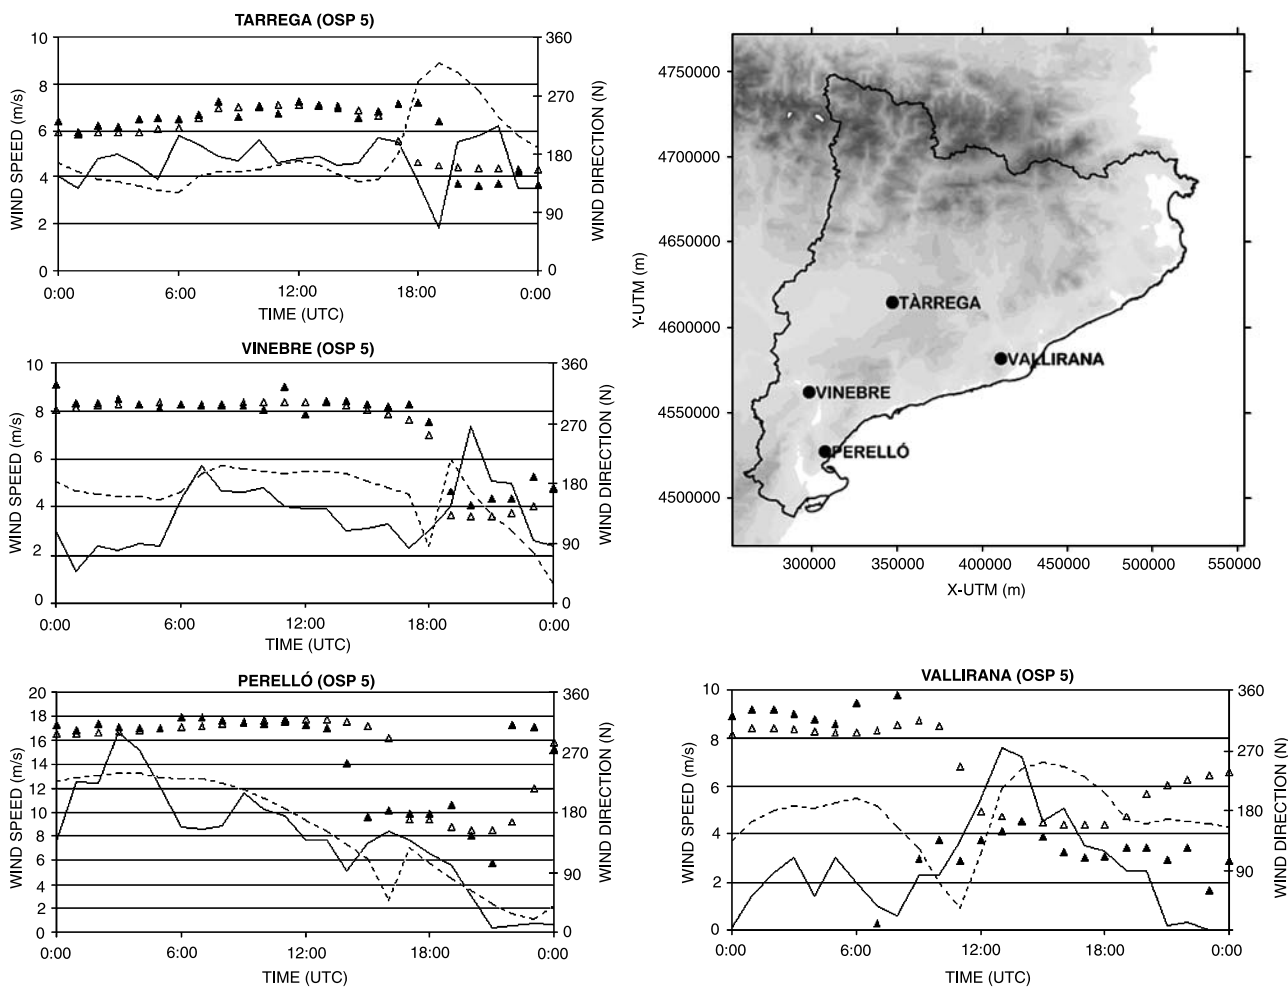 TARREGA (OSP 5)
10
8
6
4
2
0
360
270
180
90
0
WIND SPEED (m/s)
WIND DIRECTION (N)
0:00 6:00 12:00 18:00 0:00
TIME (UTC)
VINEBRE (OSP 5)
10
8
6
4
2
0
360
270
180
90
0
WIND SPEED (m/s)
WIND DIRECTION (N)
0:00 6:00 12:00 18:00 0:00
TIME (UTC)
PERELLÓ (OSP 5)
20
18
16
14
12
10
8
6
4
2
0
360
270
180
90
0
WIND SPEED (m/s)
WIND DIRECTION (N)
0:00 6:00 12:00 18:00 0:00
TIME (UTC)
4750000
4700000
4650000
4600000
4550000
4500000
Y-UTM (m)
TÀRREGA
VALLIRANA
VINEBRE
PERELLÓ
300000 350000 400000 450000 500000 550000
X-UTM (m)
VALLIRANA (OSP 5)
10
8
6
4
2
0
360
270
180
90
0
WIND SPEED (m/s)
WIND DIRECTION (N)
0:00 6:00 12:00 18:00 0:00
TIME (UTC)